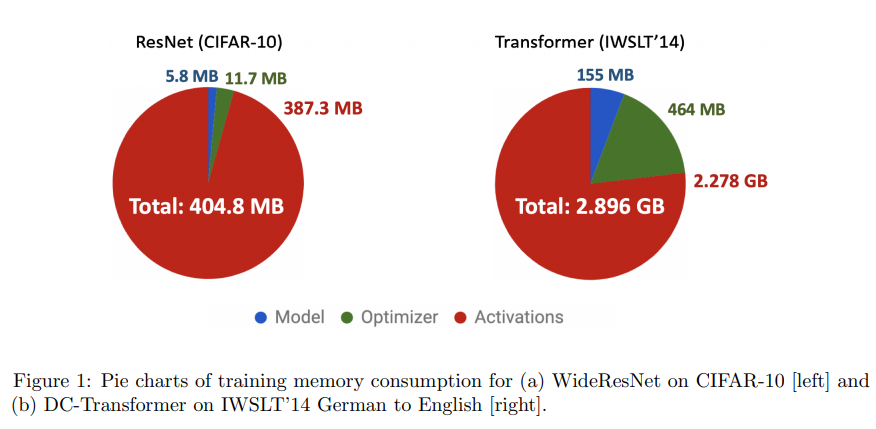 ResNet (CIFAR-10)
5.8 MB 11.7 MB
387.3 MB
Total: 404.8 MB
Transformer (IWSLT’14)
155 MB
464 MB
2.278 GB
Total: 2.896 GB
Model Optimizer Activations
Figure 1: Pie charts of training memory consumption for (a) WideResNet on CIFAR-10 [left] and
(b) DC-Transformer on IWSLT’14 German to English [right].